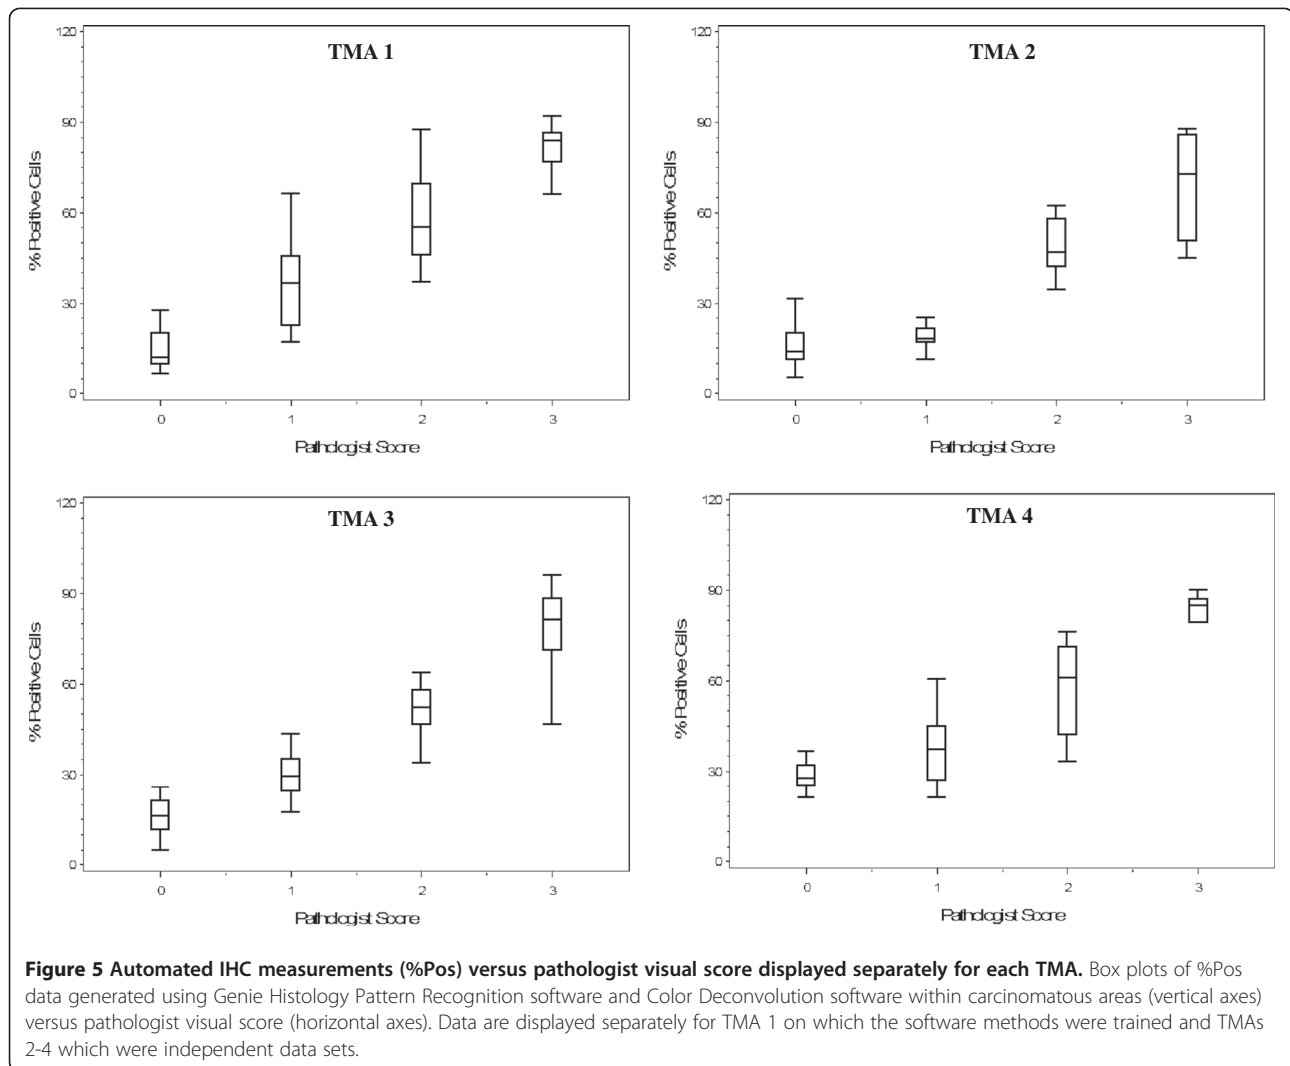 TMA 1
120
90
60
30
0
% Positive Cells
0 1 2 3
Pathologist Score
TMA 2
120
90
60
30
0
% Positive Cells
0 1 2 3
Pathologist Score
TMA 3
120
90
60
30
0
% Positive Cells
0 1 2 3
Pathologist Score
TMA 4
120
90
60
30
0
% Positive Cells
0 1 2 3
Pathologist Score
Figure 5 Automated IHC measurements (%Pos) versus pathologist visual score displayed separately for each TMA. Box plots of %Pos
data generated using Genie Histology Pattern Recognition software and Color Deconvolution software within carcinomatous areas (vertical axes)
versus pathologist visual score (horizontal axes). Data are displayed separately for TMA 1 on which the software methods were trained and TMAs
2-4 which were independent data sets.